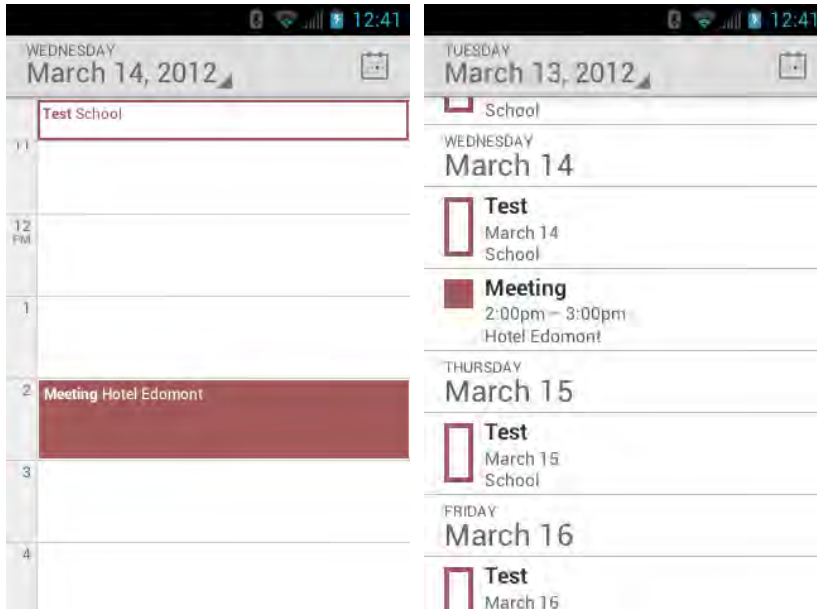 12:41
WEDNESDAY
March 14, 2012
Test School
11
12
PM
1
2
Meeting Hotel Edomont
3
4
12:41
TUESDAY
March 13, 2012
School
WEDNESDAY
March 14
Test
March 14
School
Meeting
2:00pm – 3:00pm
Hotel Edomont
THURSDAY
March 15
Test
March 15
School
FRIDAY
March 16
Test
March 16